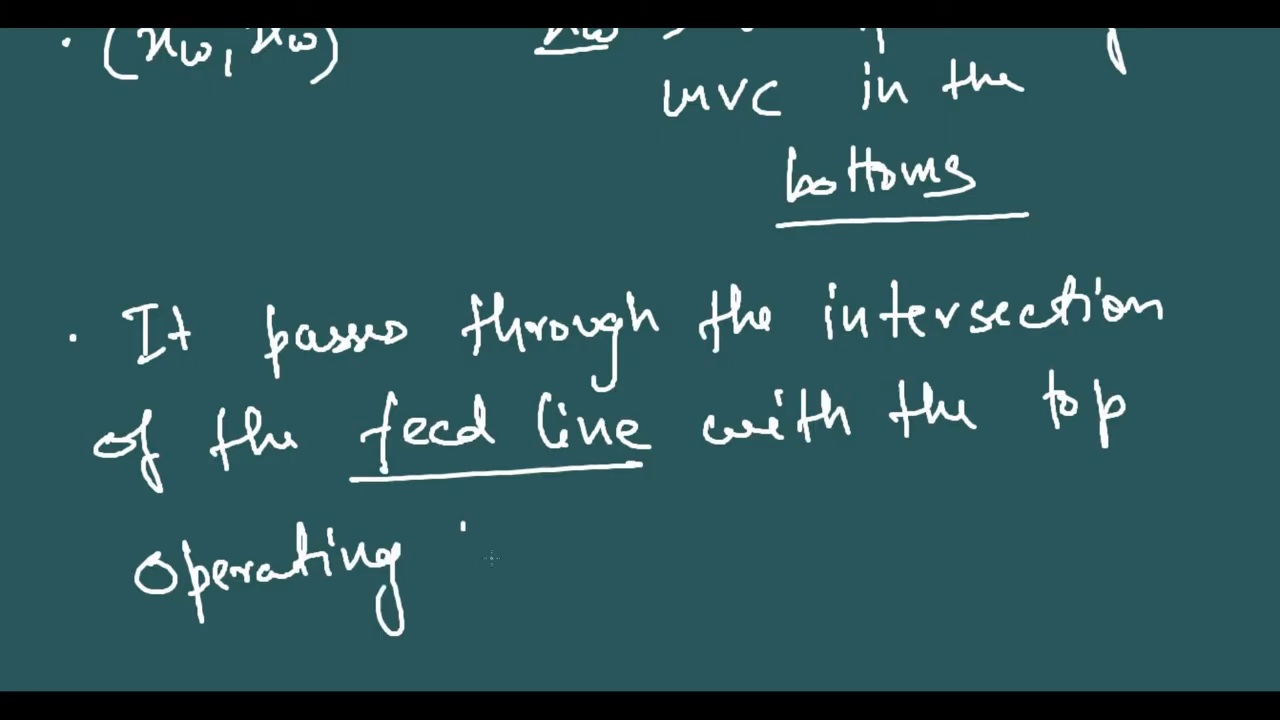 · (xw, xw) xw
MVC in the
bottoms
· It passes through the intersection
of the feed line with the top
operating